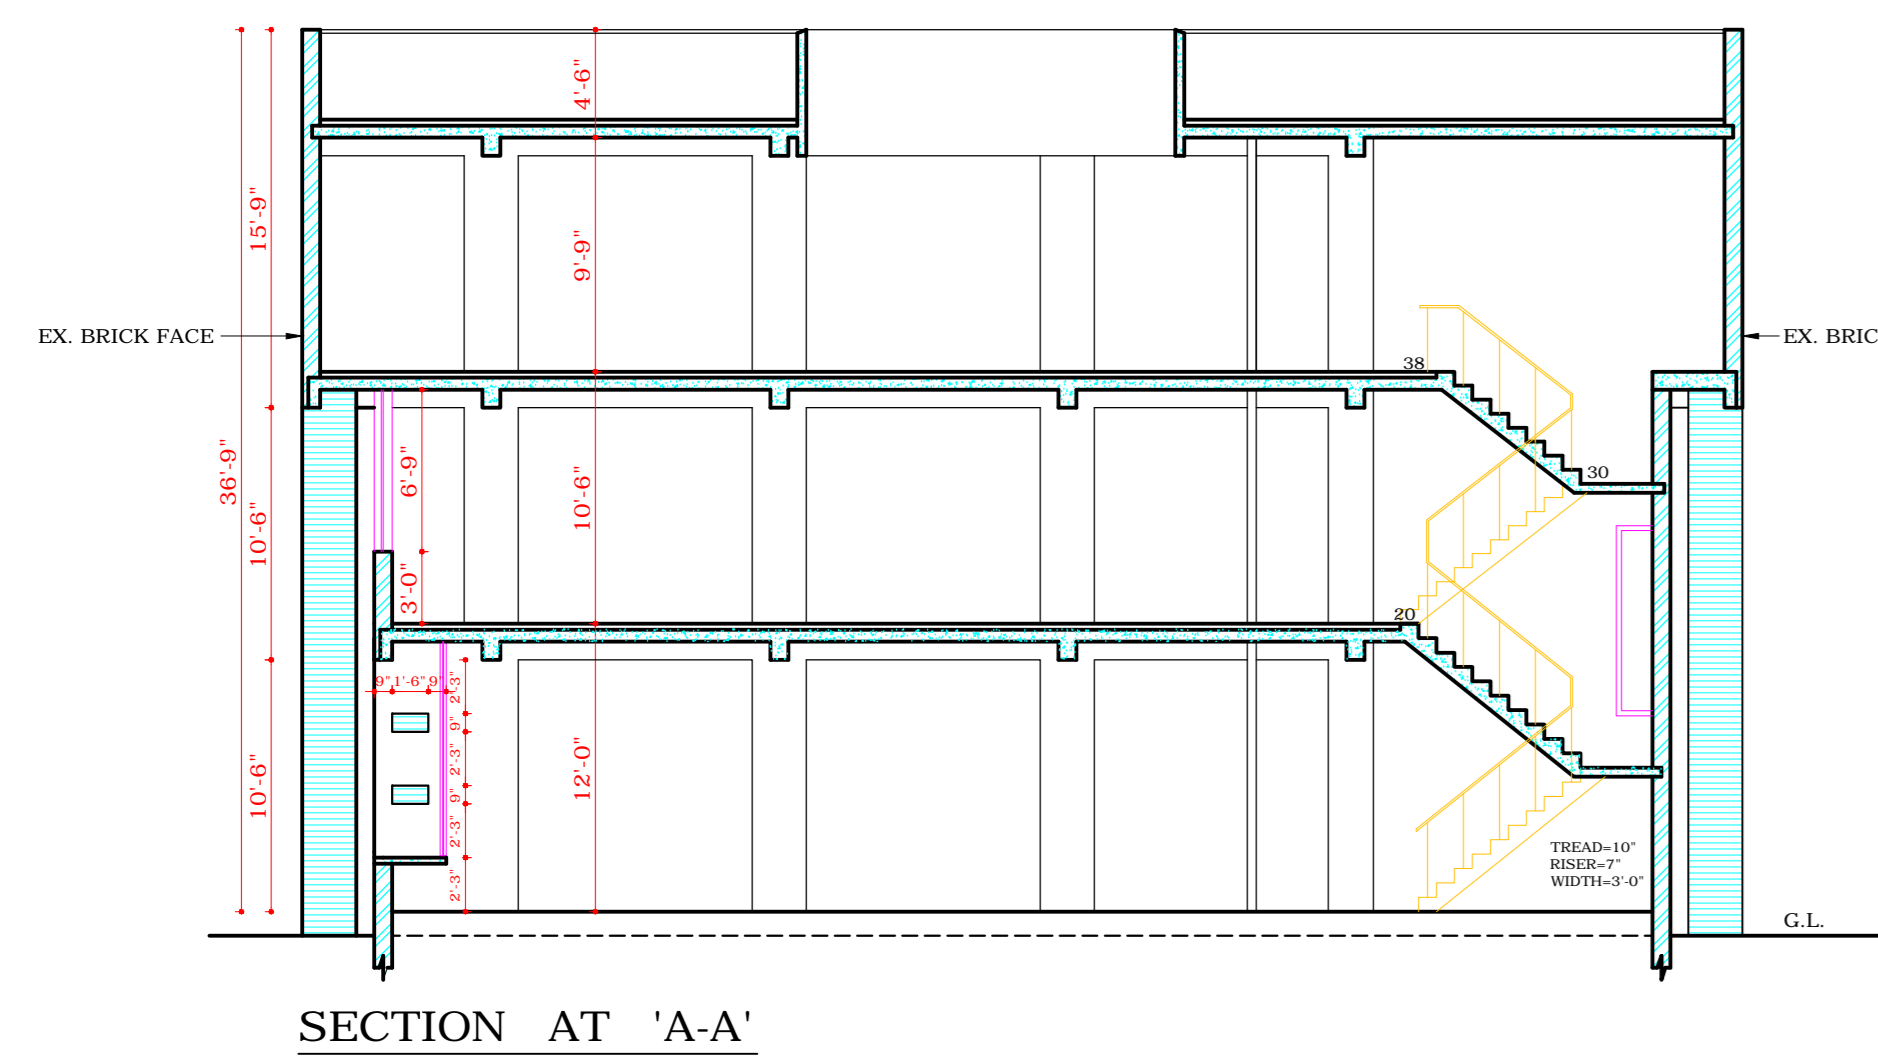 4'-6"
15'-9"
9'-9"
EX. BRICK FACE
EX. BRIC
38
36'-9"
6'-9"
10'-6"
10'-6"
30
3'-0"
20
9" 1'-6" 9"
2'-3"
9"
2'-3"
9"
2'-3"
2'-3"
12'-0"
10'-6"
TREAD=10"
RISER=7"
WIDTH=3'-0"
G.L.
SECTION AT 'A-A'